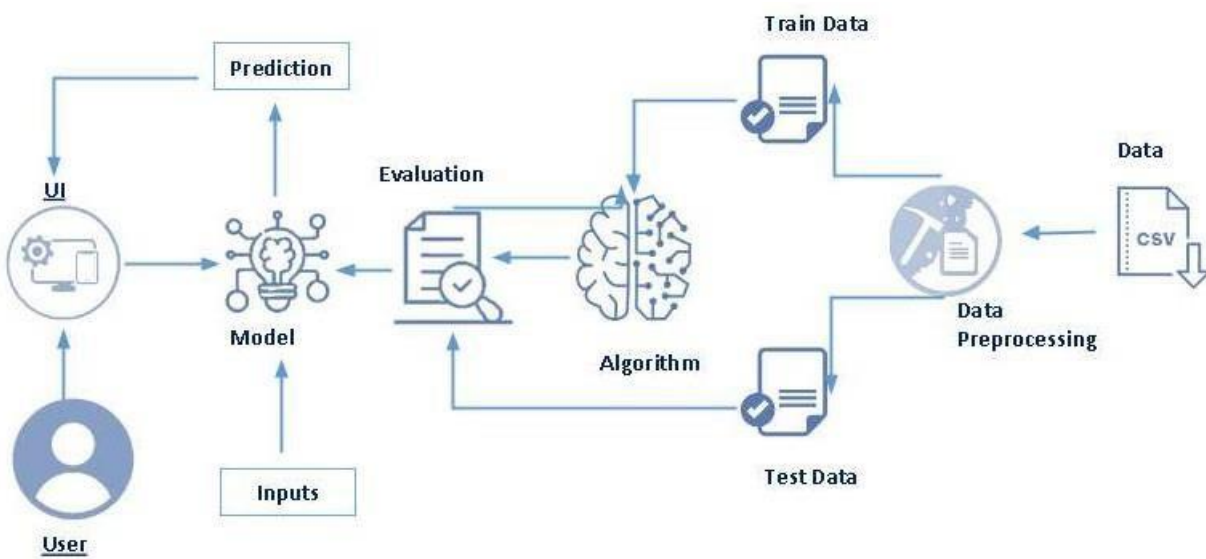 Train Data
Prediction
Data
Evaluation
UI
CSV
Data
Preprocessing
Model
Algorithm
Test Data
Inputs
User